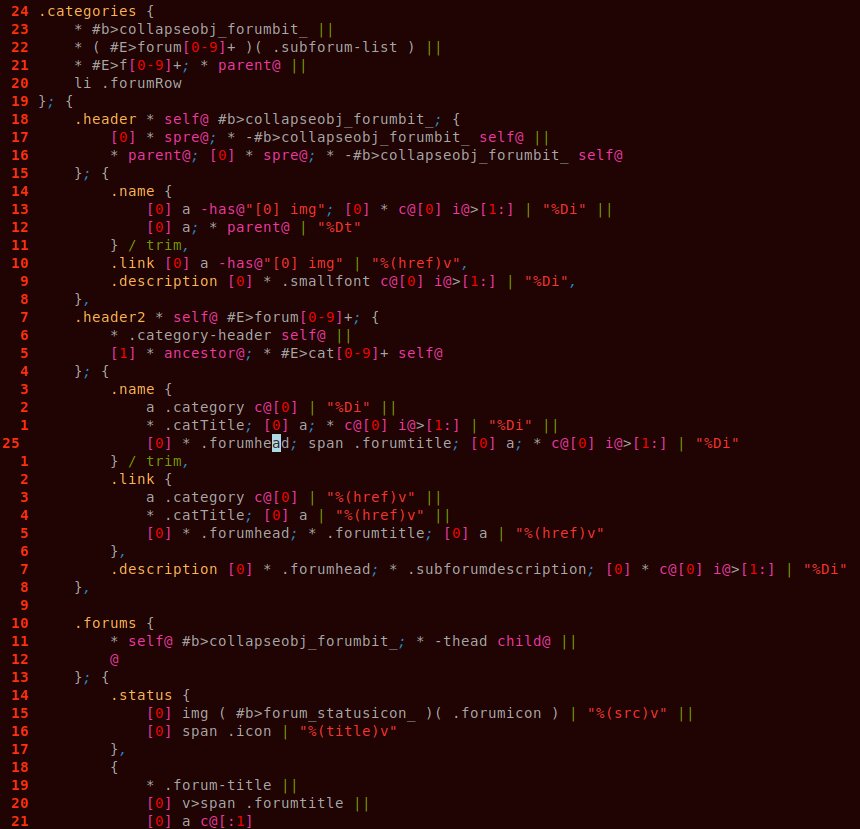 24 .categories {
23     * #b>collapseobj_forumbit_ ||
22     * ( #E>forum[0-9]+ )( .subforum-list ) ||
21     * #E>f[0-9]+; * parent@ ||
20     li .forumRow
19 }; {
18     .header * self@ #b>collapseobj_forumbit_; {
17         [0] * spre@; * -#b>collapseobj_forumbit_ self@ ||
16         * parent@; [0] * spre@; * -#b>collapseobj_forumbit_ self@
15     }; {
14         .name {
13             [0] a -has@"[0] img"; [0] * c@[0] i@>[1:] | "%Di" ||
12             [0] a; * parent@ | "%Dt"
11         } / trim,
10         .link [0] a -has@"[0] img" | "%(href)v",
9         .description [0] * .smallfont c@[0] i@>[1:] | "%Di",
8     },
7     .header2 * self@ #E>forum[0-9]+; {
6         * .category-header self@ ||
5         [1] * ancestor@; * #E>cat[0-9]+ self@
4     }; {
3         .name {
2             a .category c@[0] | "%Di" ||
1             * .catTitle; [0] a; * c@[0] i@>[1:] | "%Di" ||
25             [0] * .forumhead; span .forumtitle; [0] a; * c@[0] i@>[1:] | "%Di"
1         } / trim,
2         .link {
3             a .category c@[0] | "%(href)v" ||
4             * .catTitle; [0] a | "%(href)v" ||
5             [0] * .forumhead; * .forumtitle; [0] a | "%(href)v"
6         },
7         .description [0] * .forumhead; * .subforumdescription; [0] * c@[0] i@>[1:] | "%Di"
8     },
9
10     .forums {
11         * self@ #b>collapseobj_forumbit_; * -thead child@ ||
12         @
13     }; {
14         .status {
15             [0] img ( #b>forum_statusicon_ )( .forumicon ) | "%(src)v" ||
16             [0] span .icon | "%(title)v"
17         },
18         {
19             * .forum-title ||
20             [0] v>span .forumtitle ||
21             [0] a c@[:1]